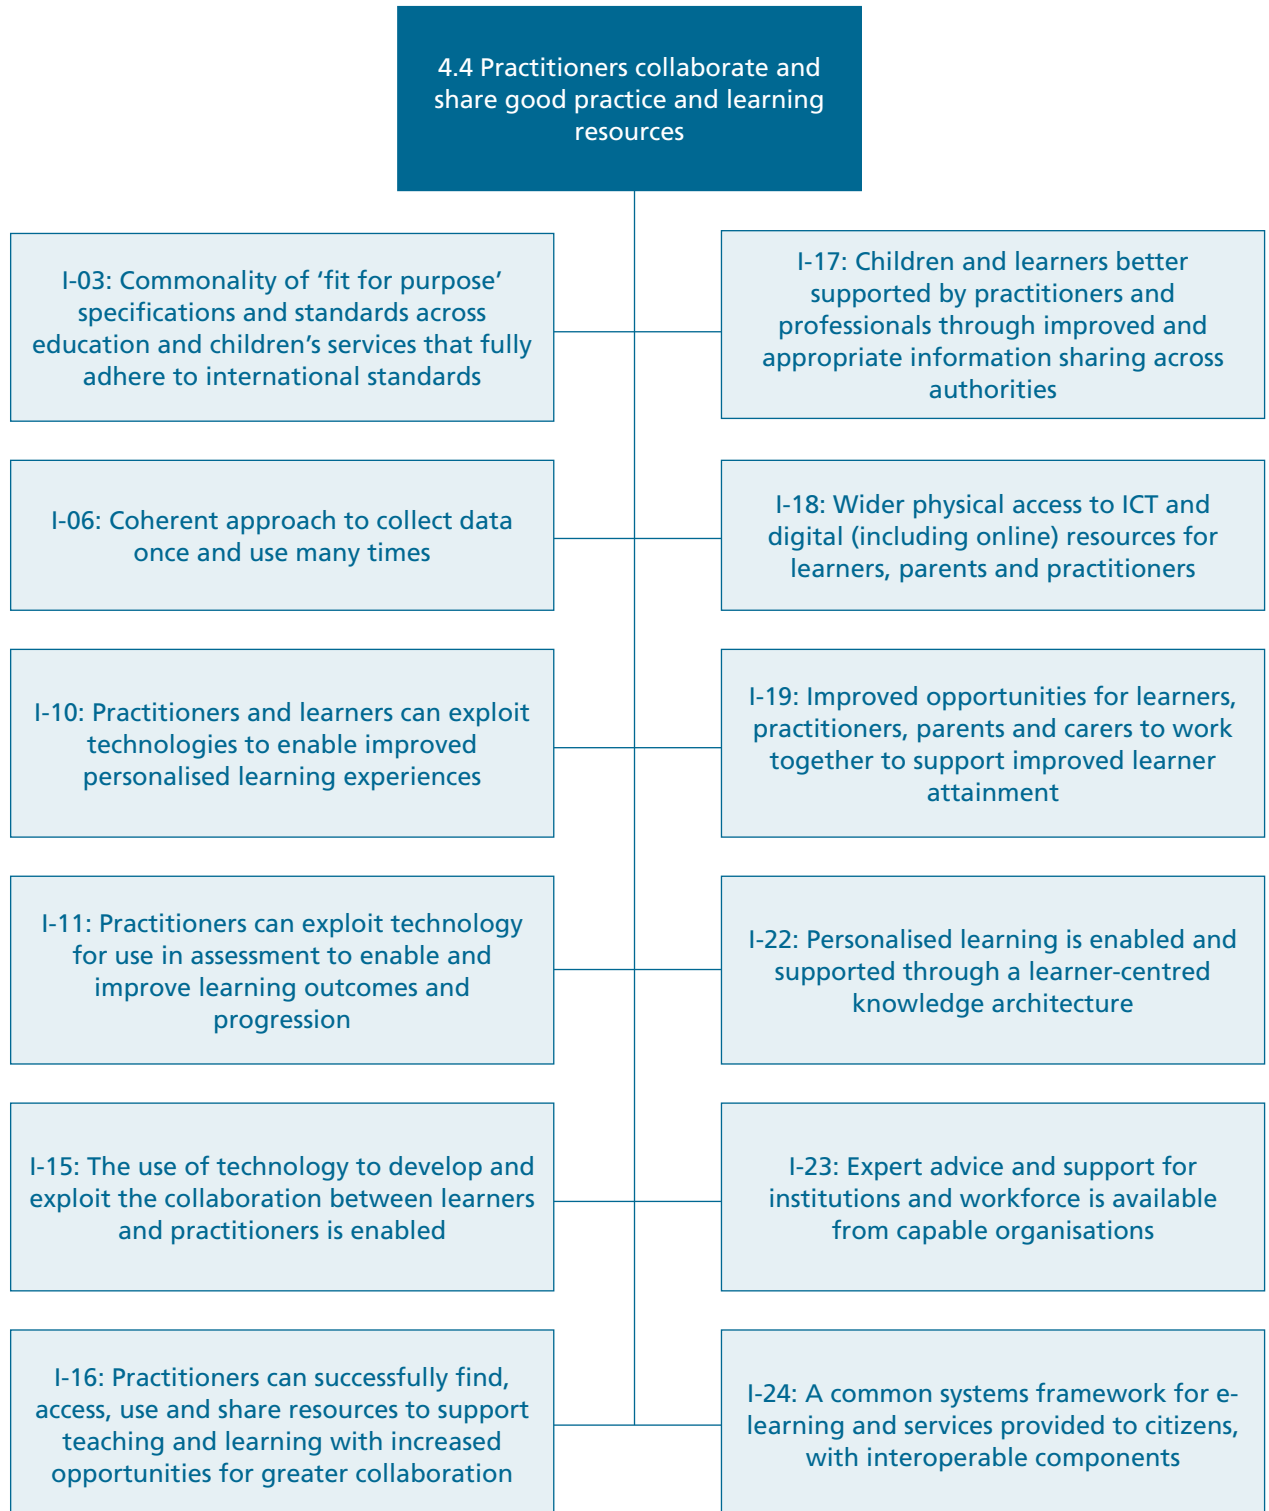 4.4 Practitioners collaborate and
share good practice and learning
resources
I-03: Commonality of ‘fit for purpose’
specifications and standards across
education and children’s services that fully
adhere to international standards
I-17: Children and learners better
supported by practitioners and
professionals through improved and
appropriate information sharing across
authorities
I-06: Coherent approach to collect data
once and use many times
I-18: Wider physical access to ICT and
digital (including online) resources for
learners, parents and practitioners
I-10: Practitioners and learners can exploit
technologies to enable improved
personalised learning experiences
I-19: Improved opportunities for learners,
practitioners, parents and carers to work
together to support improved learner
attainment
I-11: Practitioners can exploit technology
for use in assessment to enable and
improve learning outcomes and
progression
I-22: Personalised learning is enabled and
supported through a learner-centred
knowledge architecture
I-15: The use of technology to develop and
exploit the collaboration between learners
and practitioners is enabled
I-23: Expert advice and support for
institutions and workforce is available
from capable organisations
I-16: Practitioners can successfully find,
access, use and share resources to support
teaching and learning with increased
opportunities for greater collaboration
I-24: A common systems framework for e-
learning and services provided to citizens,
with interoperable components